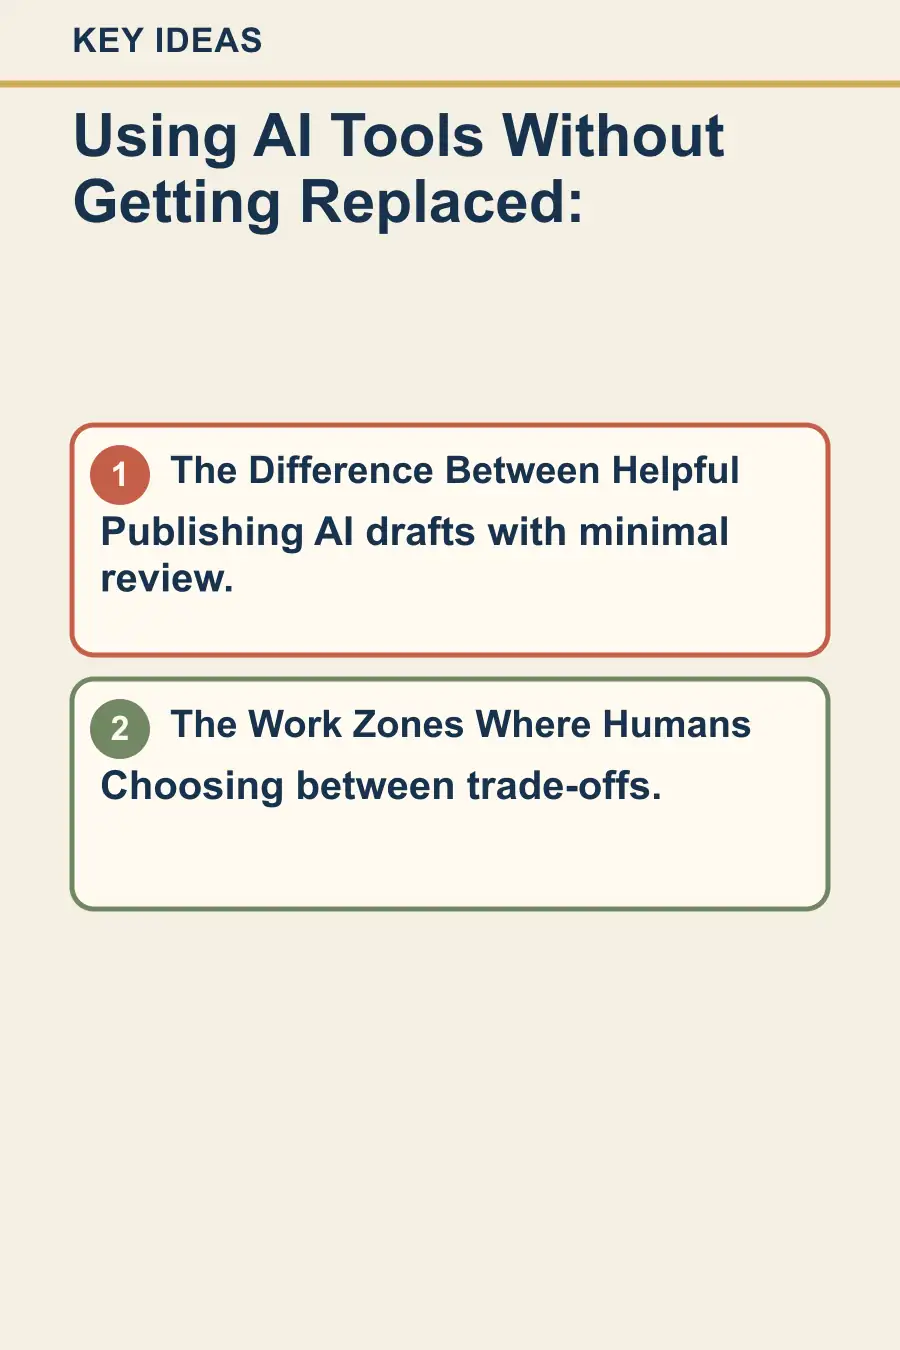 KEY IDEAS
Using AI Tools Without
Getting Replaced:
1 The Difference Between Helpful
Publishing AI drafts with minimal
review.
2 The Work Zones Where Humans
Choosing between trade-offs.